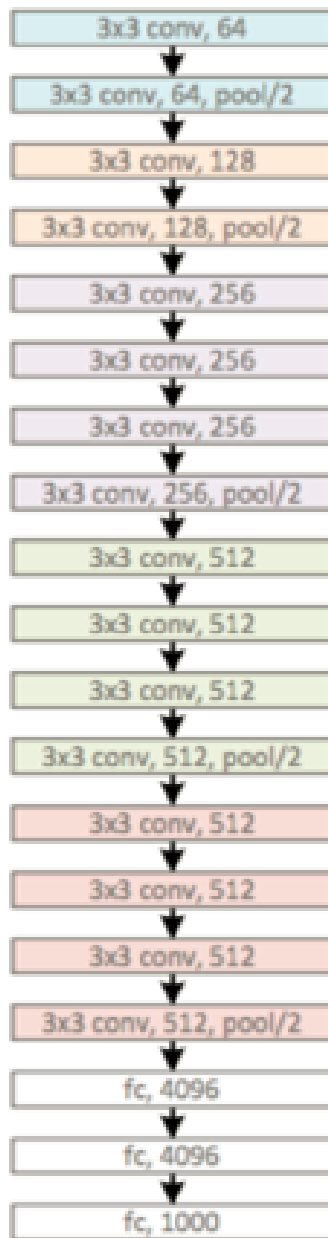 3x3 conv, 64
3x3 conv, 64, pool/2
3x3 conv, 128
3x3 conv, 128, pool/2
3x3 conv, 256
3x3 conv, 256
3x3 conv, 256
3x3 conv, 256, pool/2
3x3 conv, 512
3x3 conv, 512
3x3 conv, 512
3x3 conv, 512, pool/2
3x3 conv, 512
3x3 conv, 512
3x3 conv, 512
3x3 conv, 512, pool/2
fc, 4096
fc, 4096
fc, 1000